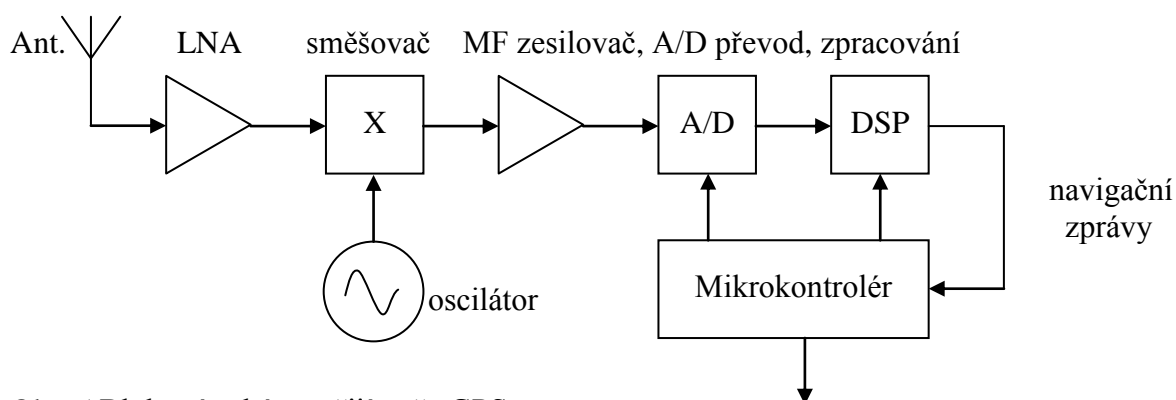 Ant.
LNA
směšovač
MF zesilovač, A/D převod, zpracování
X
A/D
DSP
navigační
zprávy
oscilátor
Mikrokontrolér